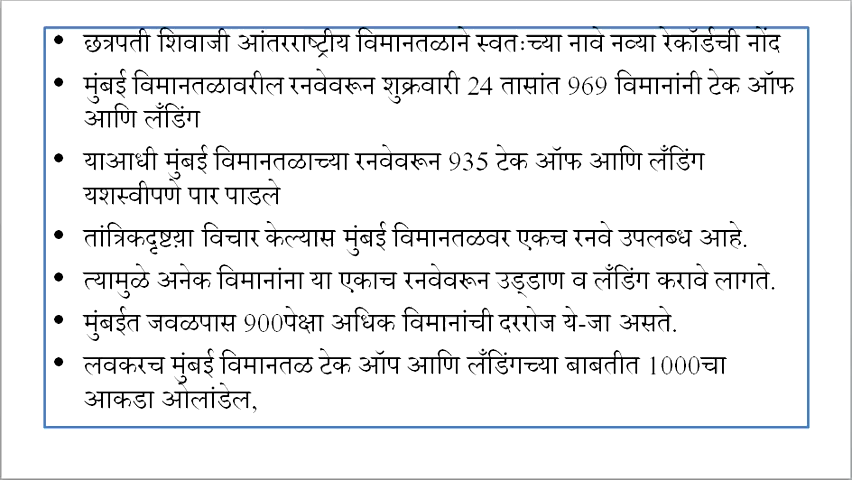 • छत्रपती शिवाजी आंतरराष्ट्रीय विमानतळाने स्वतःच्या नावे नव्या रेकॉर्डची नोंद
• मुंबई विमानतळावरील रनवेवरून शुक्रवारी 24 तासांत 969 विमानांनी टेक ऑफ
आणि लँडिंग
• याआधी मुंबई विमानतळाच्या रनवेवरून 935 टेक ऑफ आणि लँडिंग
यशस्वीपणे पार पाडले
• तांत्रिकदृष्टय़ा विचार केल्यास मुंबई विमानतळवर एकच रनवे उपलब्ध आहे.
• त्यामुळे अनेक विमानांना या एकाच रनवेवरून उड्डाण व लँडिंग करावे लागते.
• मुंबईत जवळपास 900पेक्षा अधिक विमानांची दररोज ये-जा असते.
• लवकरच मुंबई विमानतळ टेक ऑप आणि लँडिंगच्या बाबतीत 1000चा
आकडा ओलांडेल,